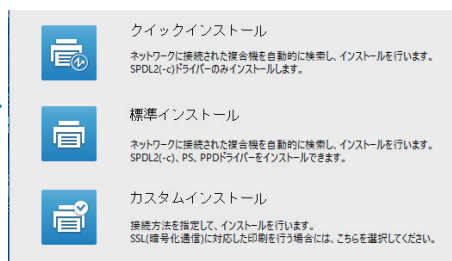 クイックインストール
ネットワークに接続された複合機を自動的に検索し、インストールを行います。
SPDL2(-c)ドライバーのみインストールします。
標準インストール
ネットワークに接続された複合機を自動的に検索し、インストールを行います。
SPDL2(-c)、PS、PPDドライバーをインストールできます。
カスタムインストール
接続方法を指定して、インストールを行います。
SSL(暗号化通信)に対応した印刷を行う場合には、こちらを選択してください。